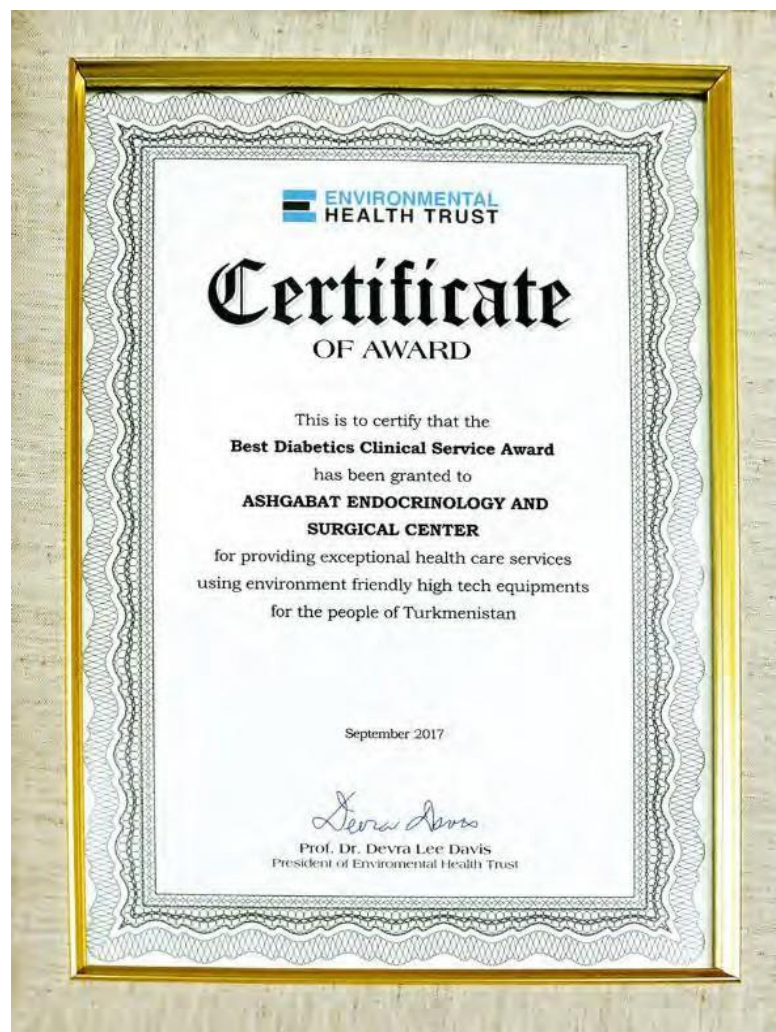 ENVIRONMENTAL
HEALTH TRUST
Certificate
OF AWARD
This is to certify that the
Best Diabetics Clinical Service Award
has been granted to
ASHGABAT ENDOCRINOLOGY AND
SURGICAL CENTER
for providing exceptional health care services
using environment friendly high tech equipments
for the people of Turkmenistan
September 2017
Devra Davis
Prof. Dr. Devra Lee Davis
President of Enviromental Health Trust